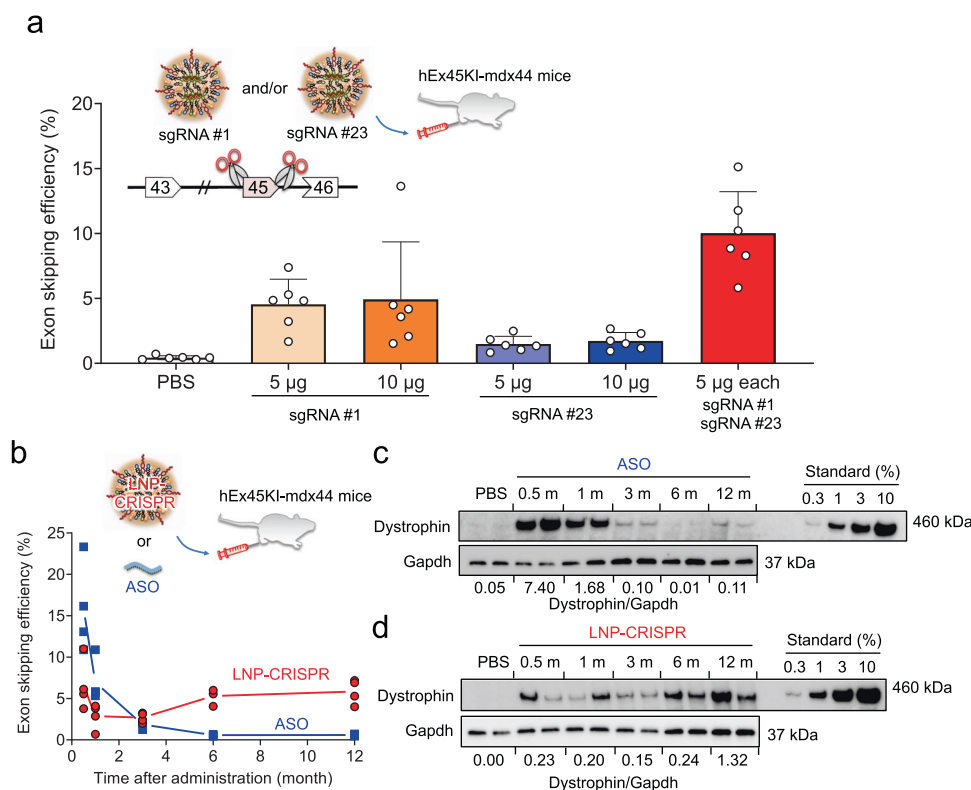 a
Exon skipping efficiency (%)
20
15
10
5
0
sgRNA #1
and/or
sgRNA #23
hEx45KI-mdx44 mice
43
//
45
46
PBS
5 µg
10 µg
5 µg
10 µg
5 µg each
sgRNA #1
sgRNA #23
sgRNA #1
sgRNA #23
b
Exon skipping efficiency (%)
25
20
15
10
5
0
LNP-
CRISPR
or
ASO
hEx45KI-mdx44 mice
LNP-CRISPR
ASO
0 2 4 6 8 10 12
Time after administration (month)
c
ASO
PBS 0.5 m 1 m 3 m 6 m 12 m
Standard (%)
0.3 1 3 10
Dystrophin
460 kDa
Gapdh
37 kDa
0.05 7.40 1.68 0.10 0.01 0.11
Dystrophin/Gapdh
d
LNP-CRISPR
PBS 0.5 m 1 m 3 m 6 m 12 m
Standard (%)
0.3 1 3 10
Dystrophin
460 kDa
Gapdh
37 kDa
0.00 0.23 0.20 0.15 0.24 1.32
Dystrophin/Gapdh